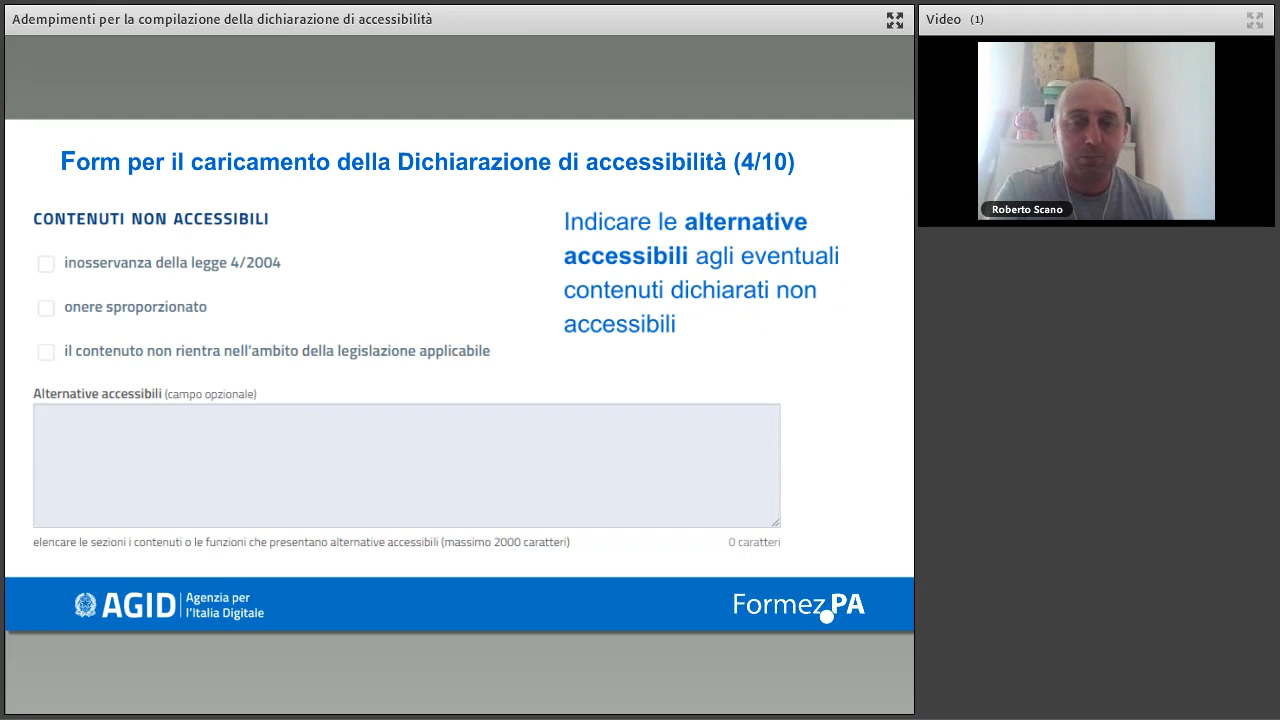 Adempimenti per la compilazione della dichiarazione di accessibilità
Video (1)
Roberto Scano
Form per il caricamento della Dichiarazione di accessibilità (4/10)
CONTENUTI NON ACCESSIBILI
inosservanza della legge 4/2004
onere sproporzionato
il contenuto non rientra nell'ambito della legislazione applicabile
Indicare le alternative
accessibili agli eventuali
contenuti dichiarati non
accessibili
Alternative accessibili (campo opzionale)
elencare le sezioni i contenuti o le funzioni che presentano alternative accessibili (massimo 2000 caratteri)
0 caratteri
AGID
Agenzia per
l'Italia Digitale
Formez PA